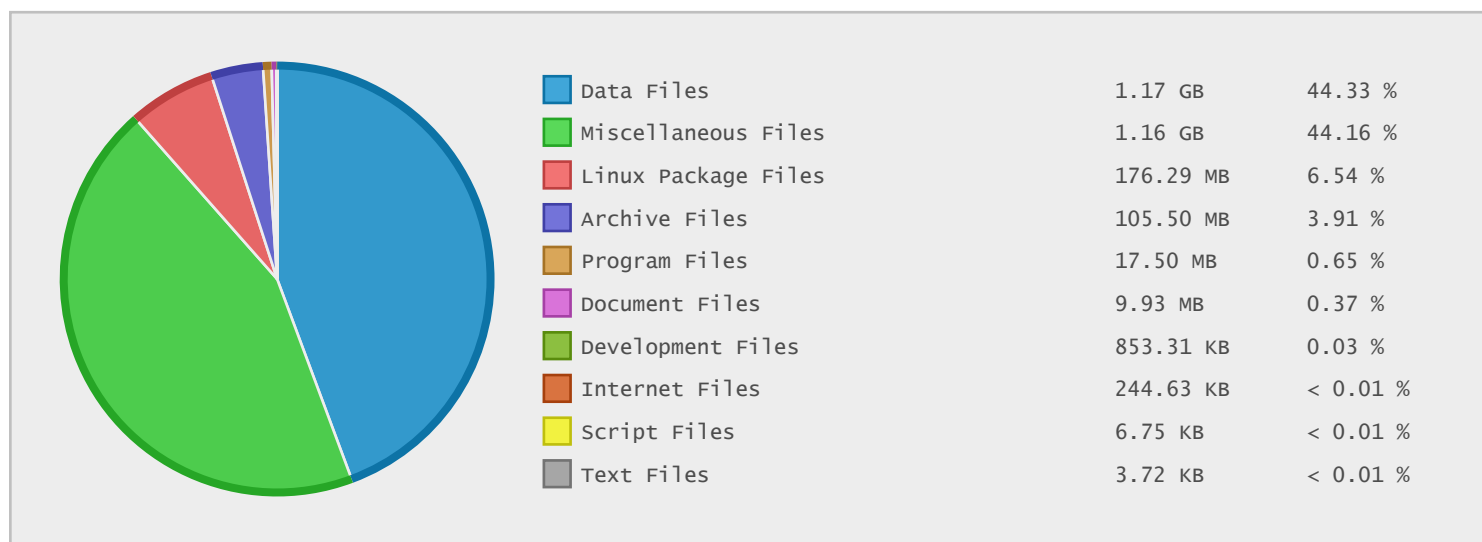 Data Files 1.17 GB 44.33 %
Miscellaneous Files 1.16 GB 44.16 %
Linux Package Files 176.29 MB 6.54 %
Archive Files 105.50 MB 3.91 %
Program Files 17.50 MB 0.65 %
Document Files 9.93 MB 0.37 %
Development Files 853.31 KB 0.03 %
Internet Files 244.63 KB < 0.01 %
Script Files 6.75 KB < 0.01 %
Text Files 3.72 KB < 0.01 %